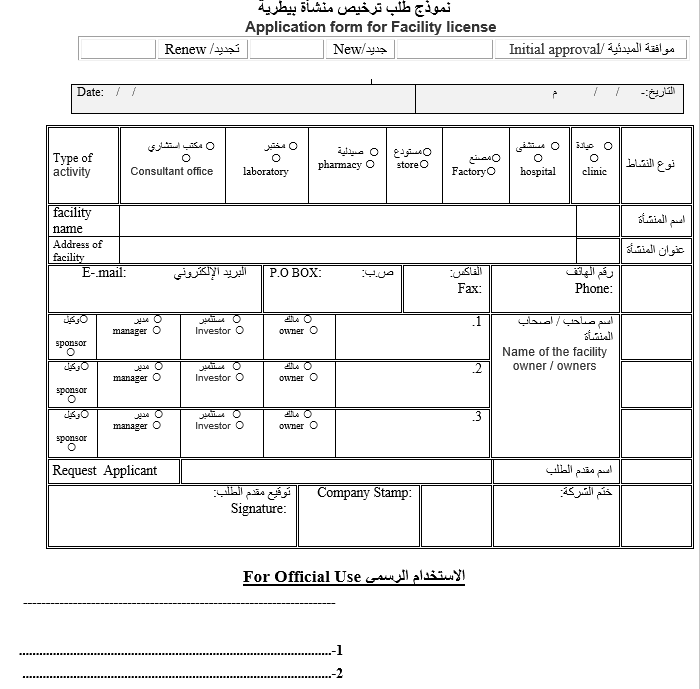 نموذج طلب ترخيص منشأة بيطرية
Application form for Facility license
موافقة المبدئية /Initial approval
جديد/New
تجديد/ Renew
Date: / /
التاريخ:- / / م
Type of activity
مكتب استشاري
Consultant office
مختبر
laboratory
صيدلية
pharmacy
مستودع
store
مصنع
Factory
مستشفى
hospital
عيادة
clinic
نوع النشاط
facility name
اسم المنشأة
Address of facility
عنوان المنشأة
E-.mail: البريد الإلكتروني
P.O BOX: ص.ب:
الفاكس:
Fax:
رقم الهاتف
Phone:
وكيل
sponsor
مدير
manager
مستثمر
Investor
مالك
owner
.1
اسم صاحب / اصحاب المنشأة
Name of the facility owner / owners
وكيل
sponsor
مدير
manager
مستثمر
Investor
مالك
owner
.2
وكيل
sponsor
مدير
manager
مستثمر
Investor
مالك
owner
.3
Request Applicant
اسم مقدم الطلب
توقيع مقدم الطلب:
Signature:
Company Stamp:
ختم الشركة:
For Official Use الاستخدام الرسمي
-----------------------------------------------------------------------
...............................................................................-1
...............................................................................-2